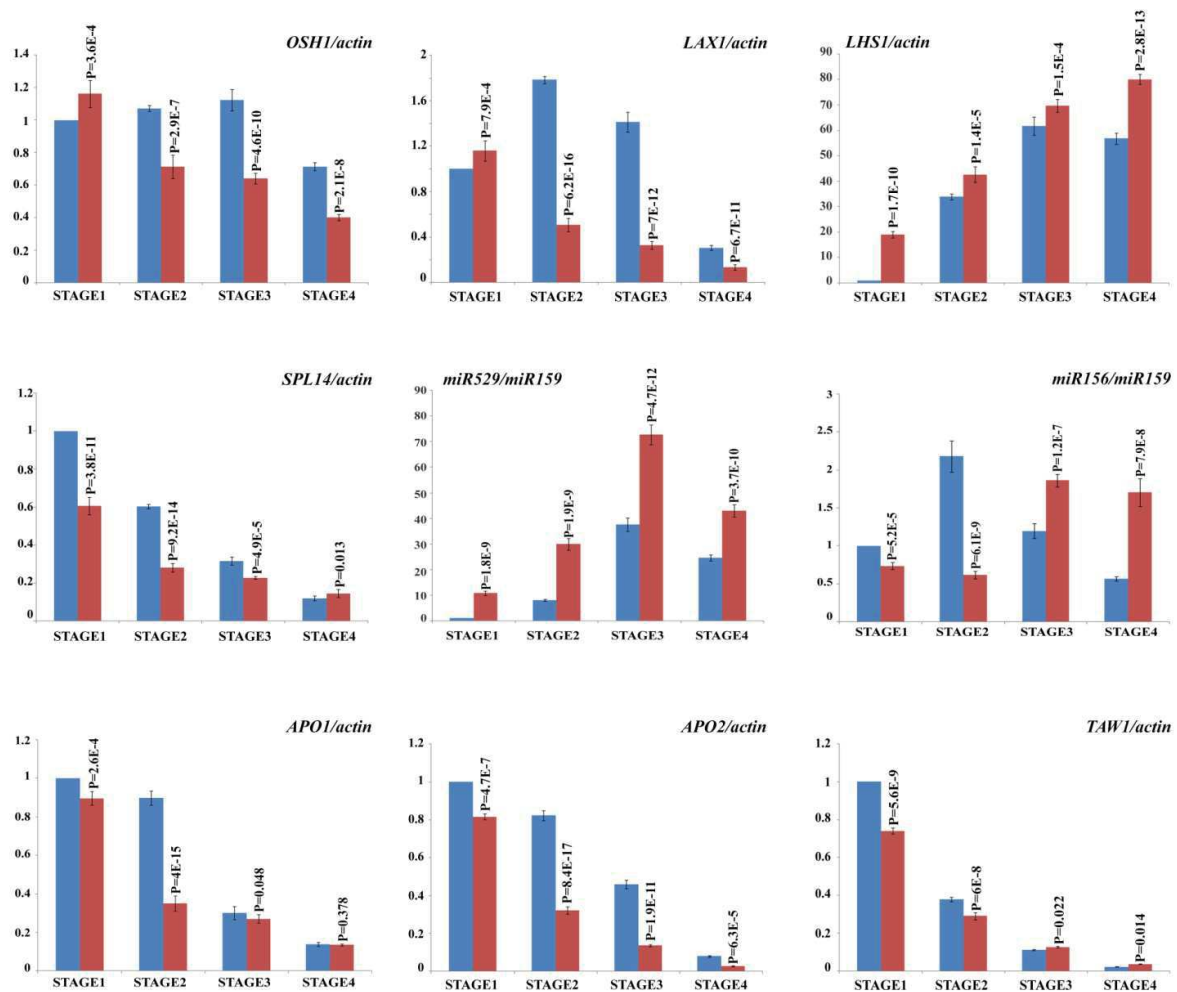 OSH1/actin
1.4
1.2
1
0.8
0.6
0.4
0.2
0
P=3.6E-4
P=2.9E-7
P=4.6E-10
P=2.1E-8
STAGE1 STAGE2 STAGE3 STAGE4
LAX1/actin
2
1.6
1.2
0.8
0.4
0
P=7.9E-4
P=6.2E-16
P=7E-12
P=6.7E-11
STAGE1 STAGE2 STAGE3 STAGE4
LHS1/actin
90
80
70
60
50
40
30
20
10
0
P=1.7E-10
P=1.4E-5
P=1.5E-4
P=2.8E-13
STAGE1 STAGE2 STAGE3 STAGE4
SPL14/actin
1.2
1
0.8
0.6
0.4
0.2
0
P=3.8E-11
P=9.2E-14
P=4.9E-5
P=0.013
STAGE1 STAGE2 STAGE3 STAGE4
miR529/miR159
90
80
70
60
50
40
30
20
10
0
P=1.8E-9
P=1.9E-9
P=4.7E-12
P=3.7E-10
STAGE1 STAGE2 STAGE3 STAGE4
miR156/miR159
3
2.5
2
1.5
1
0.5
0
P=5.2E-5
P=6.1E-9
P=1.2E-7
P=7.9E-8
STAGE1 STAGE2 STAGE3 STAGE4
APO1/actin
1.2
1
0.8
0.6
0.4
0.2
0
P=2.6E-4
P=4E-15
P=0.048
P=0.378
STAGE1 STAGE2 STAGE3 STAGE4
APO2/actin
1.2
1
0.8
0.6
0.4
0.2
0
P=4.7E-7
P=8.4E-17
P=1.9E-11
P=6.3E-5
STAGE1 STAGE2 STAGE3 STAGE4
TAW1/actin
1.2
1
0.8
0.6
0.4
0.2
0
P=5.6E-9
P=6E-8
P=0.022
P=0.014
STAGE1 STAGE2 STAGE3 STAGE4